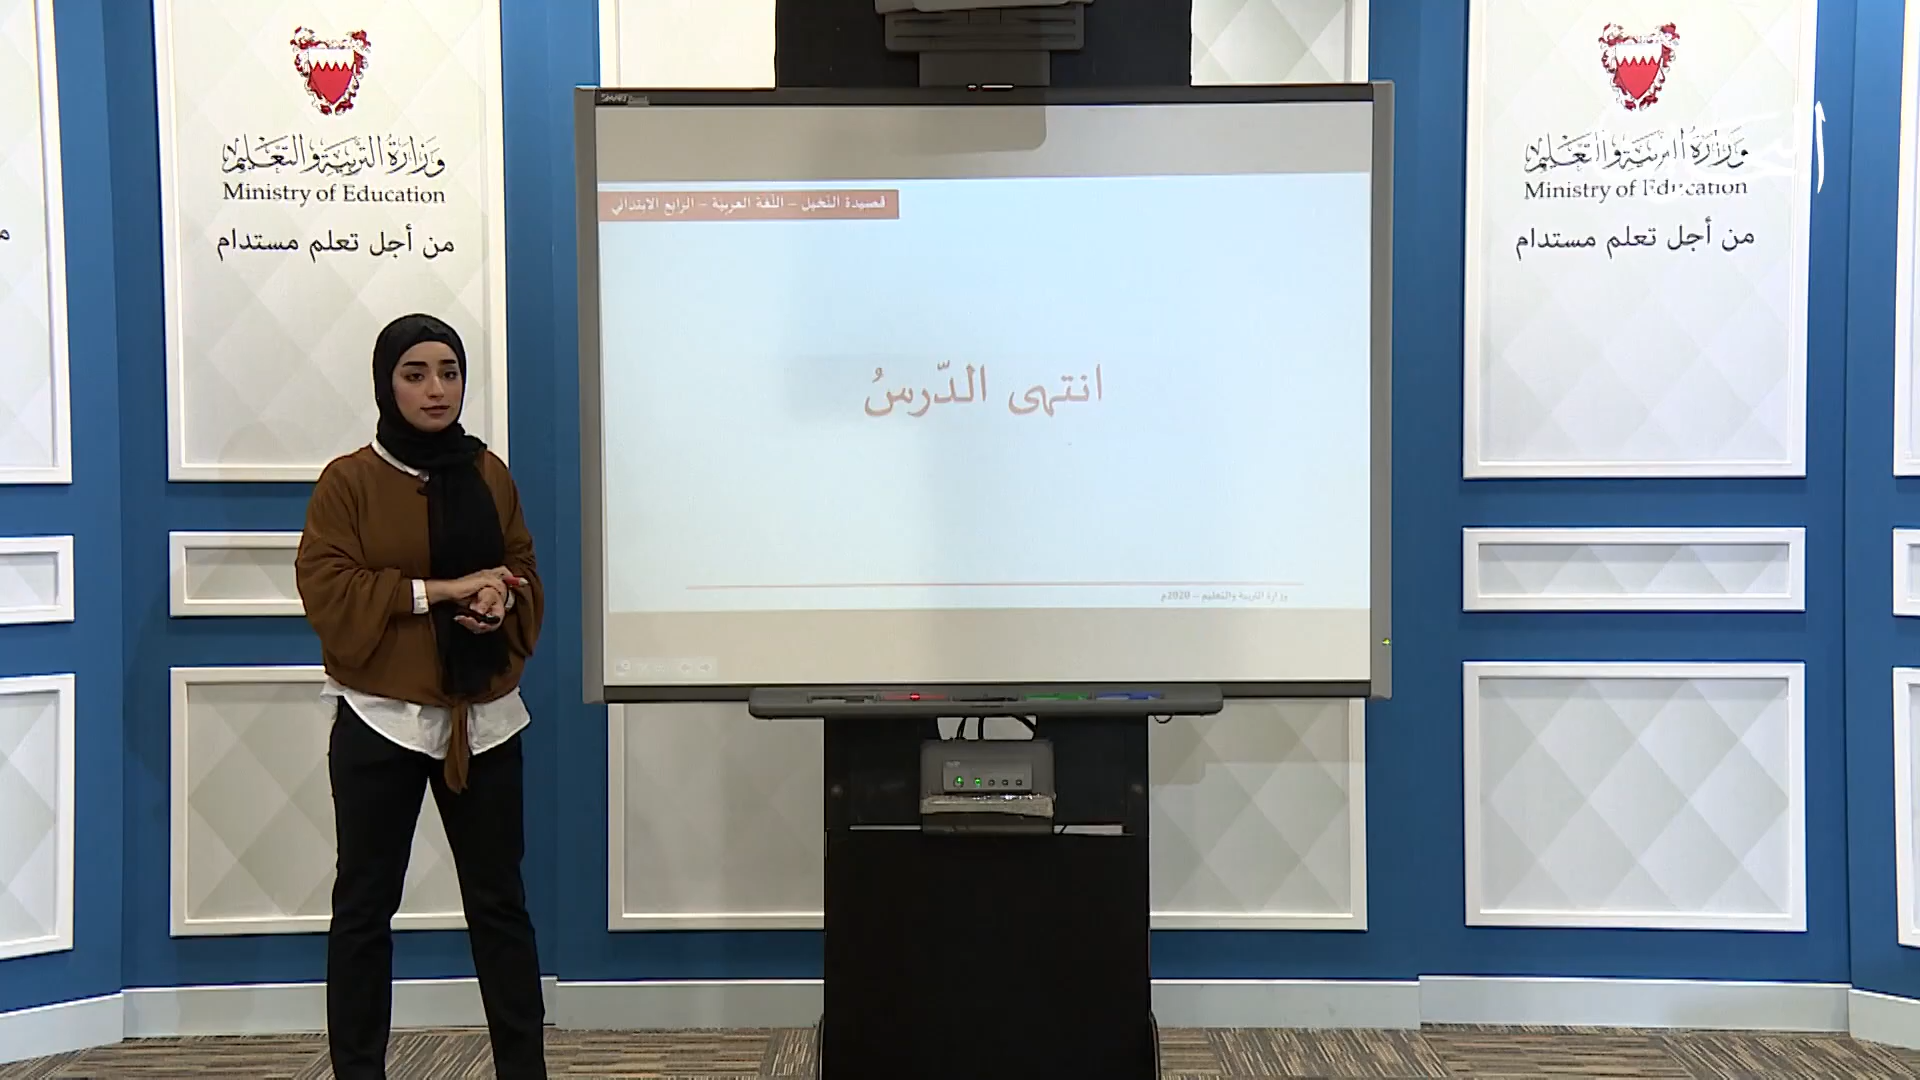 وزارة التربية والتعليم
Ministry of Education
من أجل تعلم مستدام
SMART
قصيدة النخيل – اللغة العربية – الرابع الابتدائي
انتهى الدّرسُ
وزارة التربية والتعليم – 2020م
وزارة التربية والتعليم
Ministry of Education
من أجل تعلم مستدام